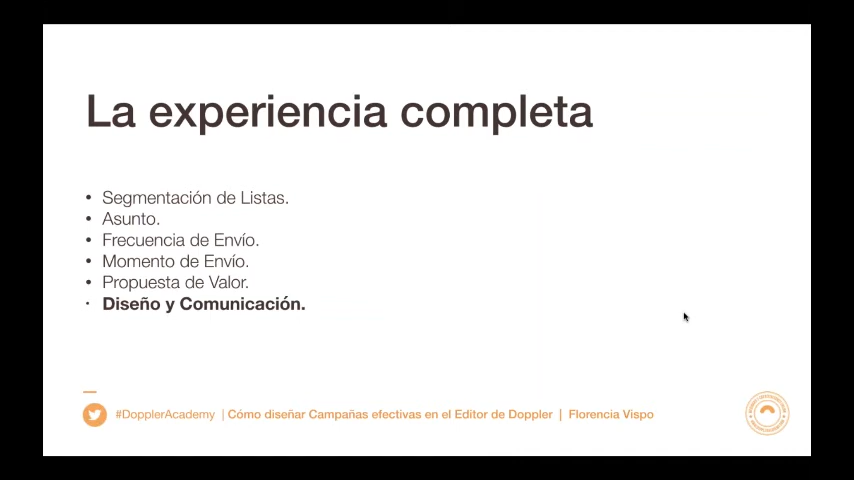 La experiencia completa
• Segmentación de Listas.
• Asunto.
• Frecuencia de Envío.
• Momento de Envío.
• Propuesta de Valor.
• Diseño y Comunicación.
#DopplerAcademy | Cómo diseñar Campañas efectivas en el Editor de Doppler | Florencia Vispo